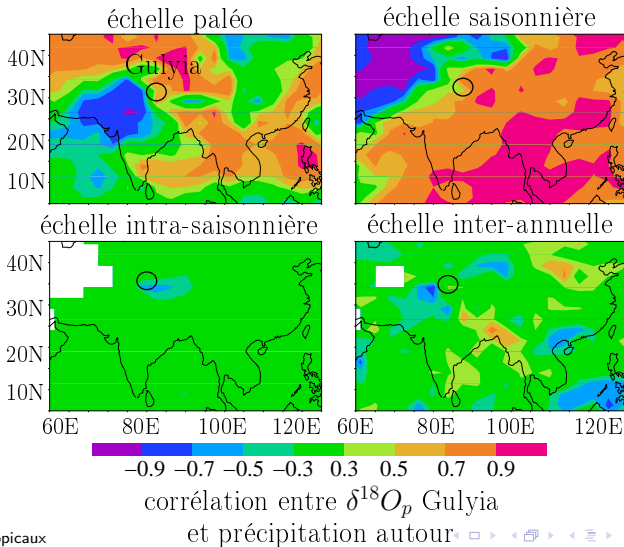 échelle paléo
échelle saisonnière
40N
30N
20N
10N
Gulyia
échelle intra-saisonnière
échelle inter-annuelle
40N
30N
20N
10N
60E 80E 100E 120E 60E 80E 100E 120E
−0.9 −0.7 −0.5 −0.3 0.3 0.5 0.7 0.9
corrélation entre δ¹⁸Oₚ Gulyia
et précipitation autour
opicaux